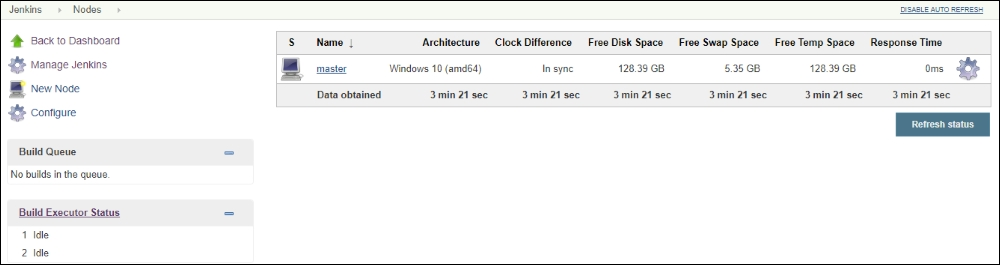 Jenkins › Nodes ›
DISABLE AUTO REFRESH
Back to Dashboard
Manage Jenkins
New Node
Configure
Build Queue
No builds in the queue.
Build Executor Status
1 Idle
2 Idle
S Name ↓ Architecture Clock Difference Free Disk Space Free Swap Space Free Temp Space Response Time
master Windows 10 (amd64) In sync 128.39 GB 5.35 GB 128.39 GB 0ms
Data obtained 3 min 21 sec 3 min 21 sec 3 min 21 sec 3 min 21 sec 3 min 21 sec 3 min 21 sec
Refresh status